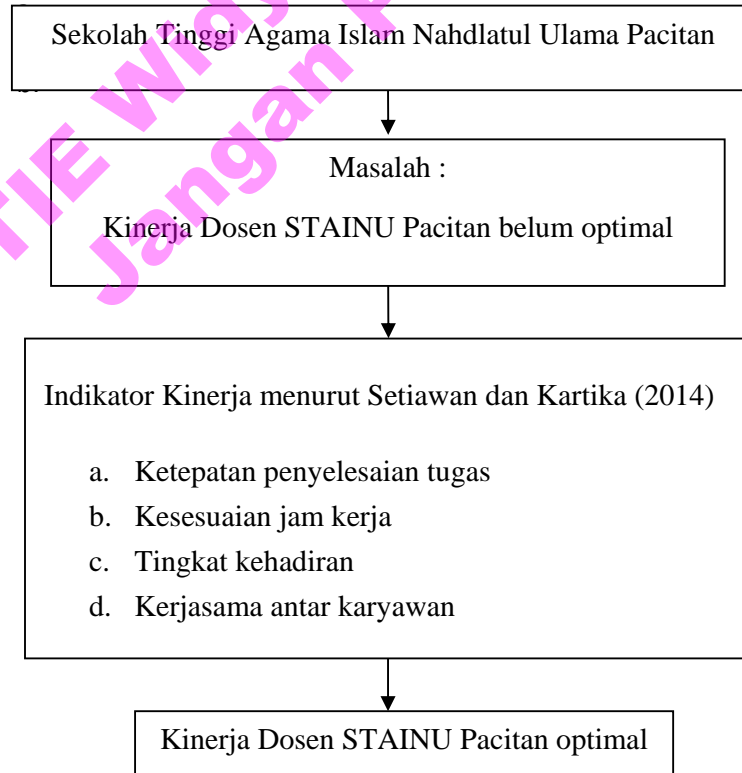 Sekolah Tinggi Agama Islam Nahdlatul Ulama Pacitan
Masalah :
Kinerja Dosen STAINU Pacitan belum optimal
Indikator Kinerja menurut Setiawan dan Kartika (2014)
a. Ketepatan penyelesaian tugas
b. Kesesuaian jam kerja
c. Tingkat kehadiran
d. Kerjasama antar karyawan
Kinerja Dosen STAINU Pacitan optimal
Jangan